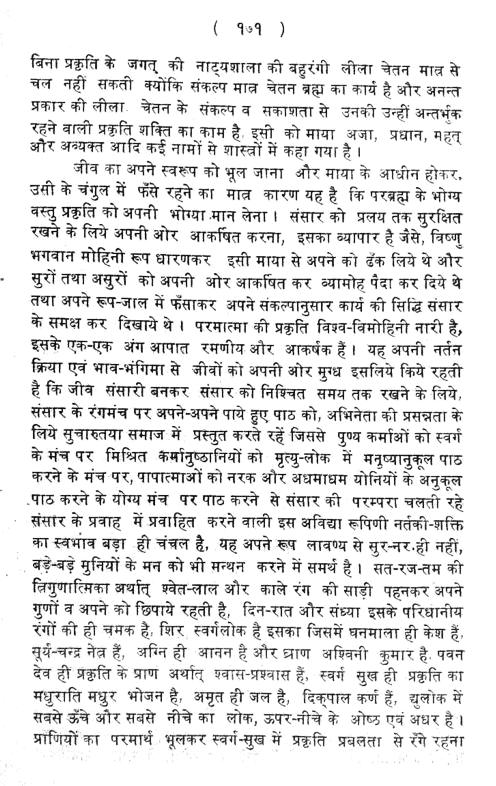 ( १७१ )
बिना प्रकृति के जगत् की नाट्यशाला की बहुरंगी लीला चेतन मात्र से
चल नहीं सकती क्योंकि संकल्प मात्र चेतन ब्रह्म का कार्य है और अनन्त
प्रकार की लीला चेतन के संकल्प व सकाशता से उनकी उन्हीं अन्तर्भुक
रहने वाली प्रकृति शक्ति का काम है, इसी को माया अजा, प्रधान, महत्
और अव्यक्त आदि कई नामों से शास्त्रों में कहा गया है ।
जीव का अपने स्वरूप को भूल जाना और माया के आधीन होकर,
उसी के चंगुल में फँसे रहने का मात्र कारण यह है कि परब्रह्म के भोग्य
वस्तु प्रकृति को अपनी भोग्या मान लेना । संसार को प्रलय तक सुरक्षित
रखने के लिये अपनी ओर आकर्षित करना, इसका व्यापार है जैसे, विष्णु
भगवान मोहिनी रूप धारणकर इसी माया से अपने को ढँक लिये थे और
सुरों तथा असुरों को अपनी ओर आकर्षित कर व्यामोह पैदा कर दिये थे
तथा अपने रूप-जाल में फँसाकर अपने संकल्पानुसार कार्य की सिद्धि संसार
के समक्ष कर दिखाये थे । परमात्मा की प्रकृति विश्व-विमोहिनी नारी है,
इसके एक-एक अंग आपात रमणीय और आकर्षक हैं । यह अपनी नर्तन
क्रिया एवं भाव-भंगिमा से जीवों को अपनी ओर मुग्ध इसलिये किये रहती
है कि जीव संसारी बनकर संसार को निश्चित समय तक रखने के लिये,
संसार के रंगमंच पर अपने-अपने पाये हुए पाठ को, अभिनेता की प्रसन्नता के
लिये सुचारुतया समाज में प्रस्तुत करते रहें जिससे पुण्य कर्माओं को स्वर्ग
के मंच पर मिश्रित कर्मानुष्ठानियों को मृत्यु-लोक में मनुष्यानुकूल पाठ
करने के मंच पर, पापात्माओं को नरक और अधमाधम योनियों के अनुकूल
पाठ करने के योग्य मंच पर पाठ करने से संसार की परम्परा चलती रहे
संसार के प्रवाह में प्रवाहित करने वाली इस अविद्या रूपिणी नर्तकी-शक्ति
का स्वभाव बड़ा ही चंचल है, यह अपने रूप लावण्य से सुर-नर ही नहीं,
बड़े-बड़े मुनियों के मन को भी मन्थन करने में समर्थ है । सत-रज-तम की
त्रिगुणात्मिका अर्थात् श्वेत-लाल और काले रंग की साड़ी पहनकर अपने
गुणों व अपने को छिपाये रहती है, दिन-रात और संध्या इसके परिधानीय
रंगों की ही चमक है, शिर स्वर्गलोक है इसका जिसमें घनमाला ही केश हैं,
सूर्य-चन्द्र नेत्र हैं, अग्नि ही आनन है और घ्राण अश्विनी कुमार है, पवन
देव ही प्रकृति के प्राण अर्थात् श्वास-प्रश्वास हैं, स्वर्ग सुख ही प्रकृति का
मधुराति मधुर भोजन है, अमृत ही जल है, दिक्पाल कर्ण हैं, द्युलोक में
सबसे ऊँचे और सबसे नीचे का लोक, ऊपर-नीचे के ओष्ठ एवं अधर है ।
प्राणियों का परमार्थ भूलकर स्वर्ग-सुख में प्रकृति प्रबलता से रँगे रहना